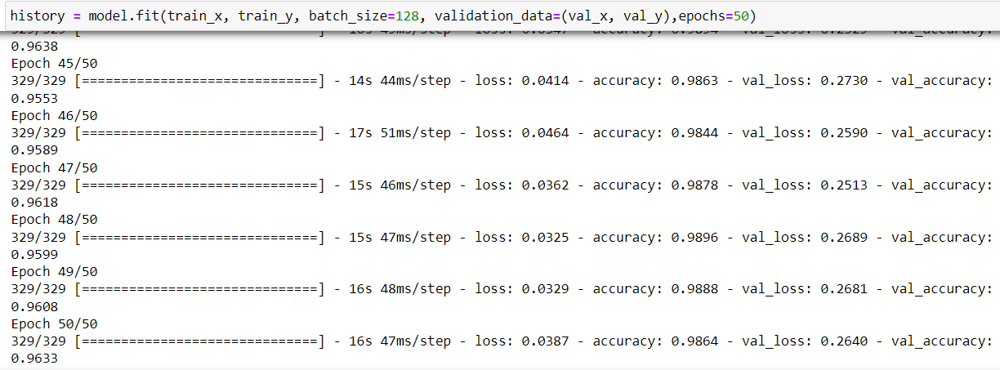 history = model.fit(train_x, train_y, batch_size=128, validation_data=(val_x, val_y),epochs=50)
0.9638
Epoch 45/50
329/329 [==============================] - 14s 44ms/step - loss: 0.0414 - accuracy: 0.9863 - val_loss: 0.2730 - val_accuracy:
0.9553
Epoch 46/50
329/329 [==============================] - 17s 51ms/step - loss: 0.0464 - accuracy: 0.9844 - val_loss: 0.2590 - val_accuracy:
0.9589
Epoch 47/50
329/329 [==============================] - 15s 46ms/step - loss: 0.0362 - accuracy: 0.9878 - val_loss: 0.2513 - val_accuracy:
0.9618
Epoch 48/50
329/329 [==============================] - 15s 47ms/step - loss: 0.0325 - accuracy: 0.9896 - val_loss: 0.2689 - val_accuracy:
0.9599
Epoch 49/50
329/329 [==============================] - 16s 48ms/step - loss: 0.0329 - accuracy: 0.9888 - val_loss: 0.2681 - val_accuracy:
0.9608
Epoch 50/50
329/329 [==============================] - 16s 47ms/step - loss: 0.0387 - accuracy: 0.9864 - val_loss: 0.2640 - val_accuracy:
0.9633